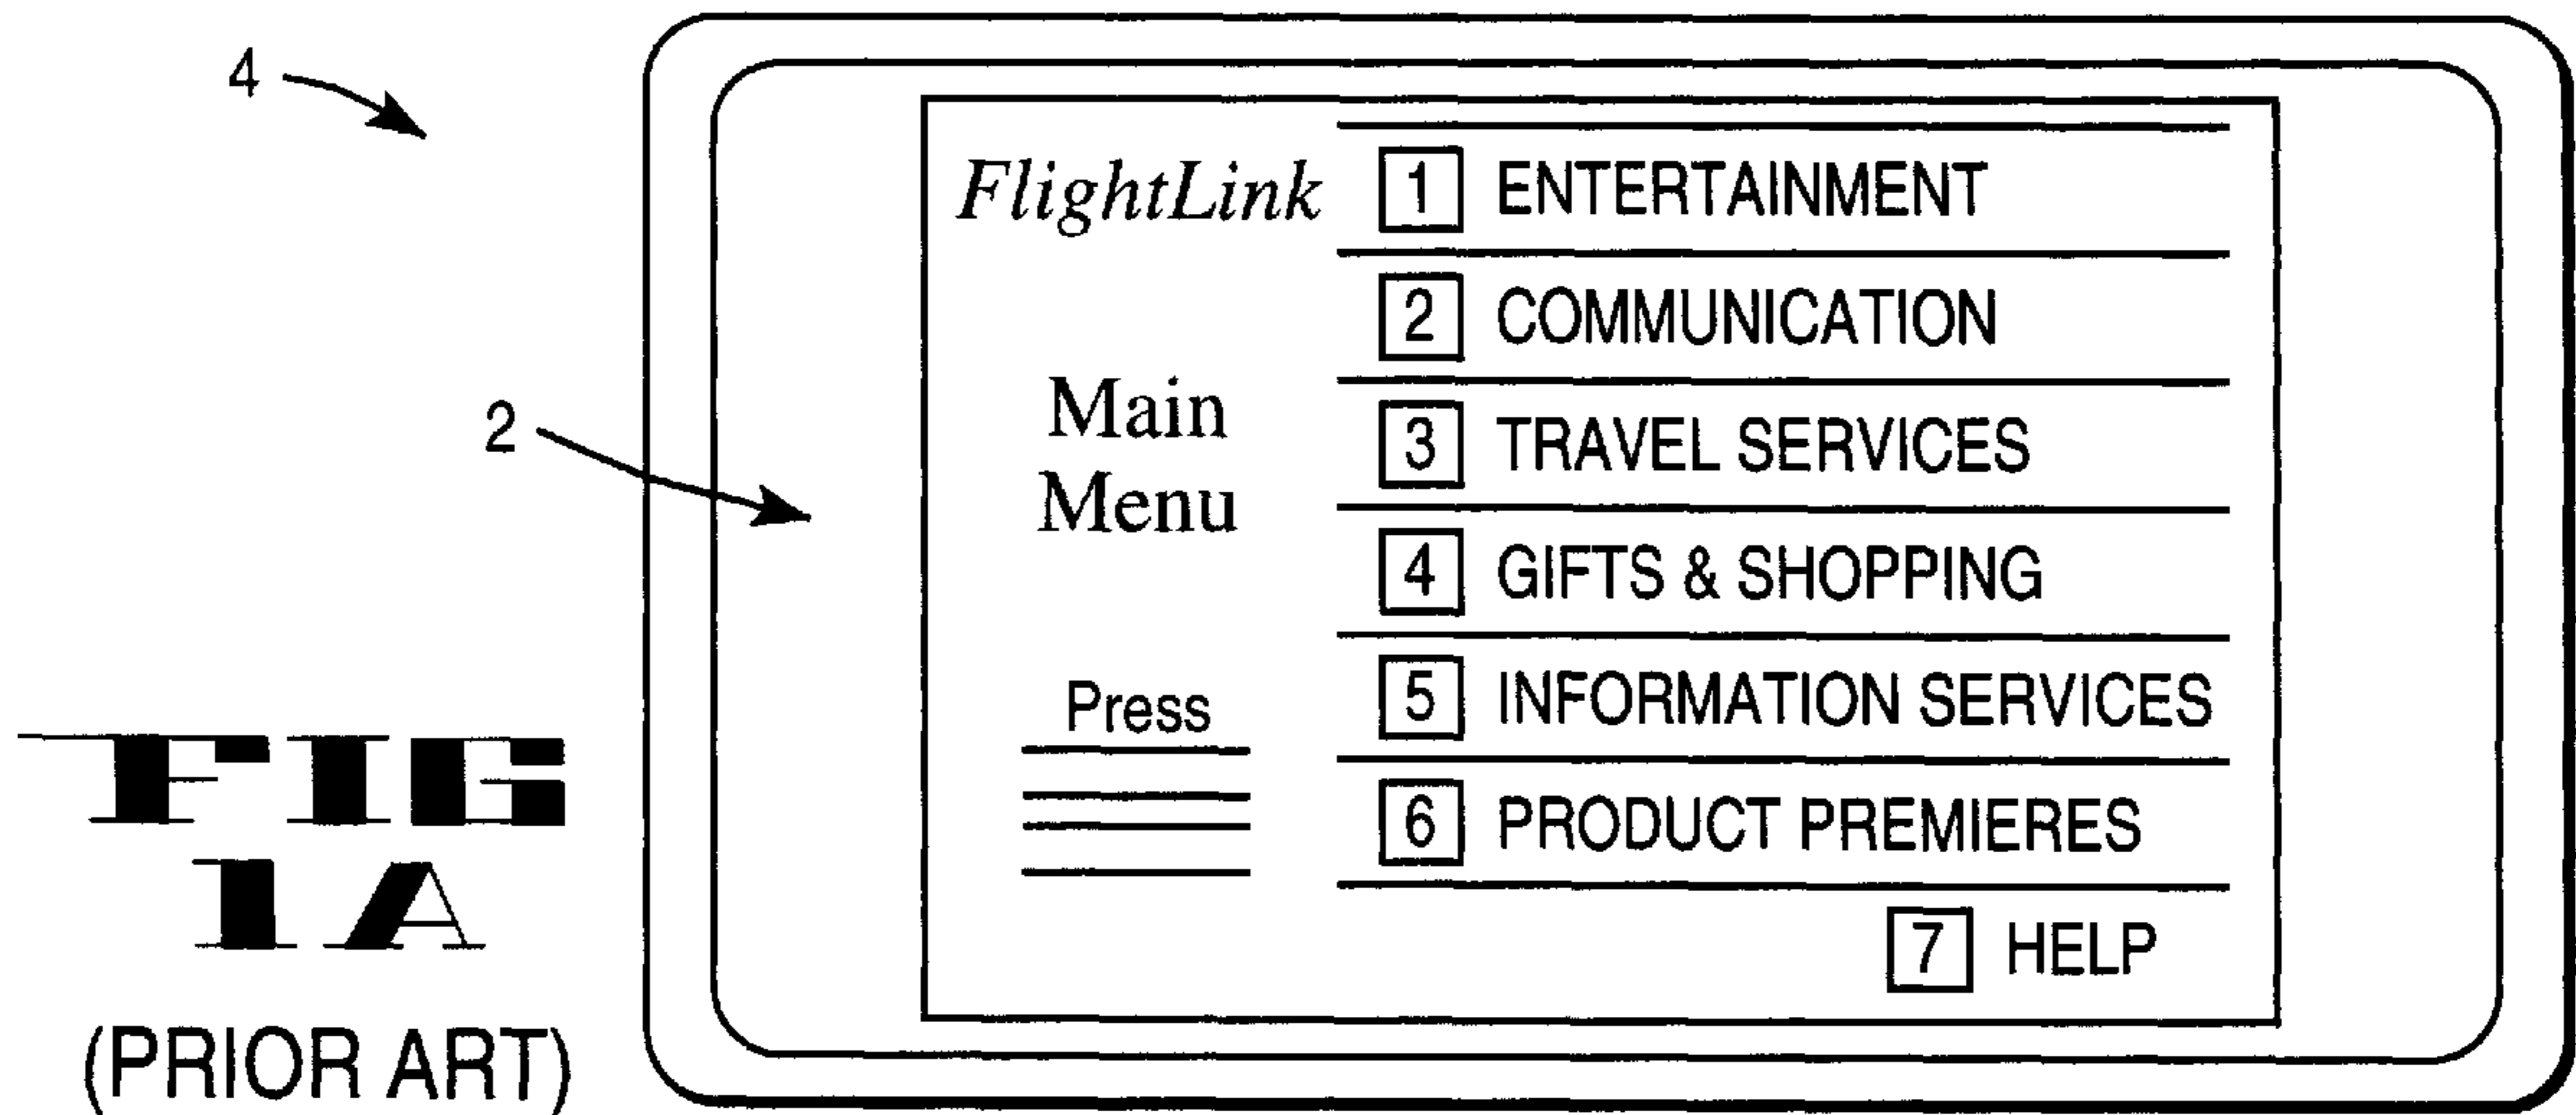 4
2
FlightLink
Main
Menu
Press
1 ENTERTAINMENT
2 COMMUNICATION
3 TRAVEL SERVICES
4 GIFTS & SHOPPING
5 INFORMATION SERVICES
6 PRODUCT PREMIERES
7 HELP
FIG
1A
(PRIOR ART)